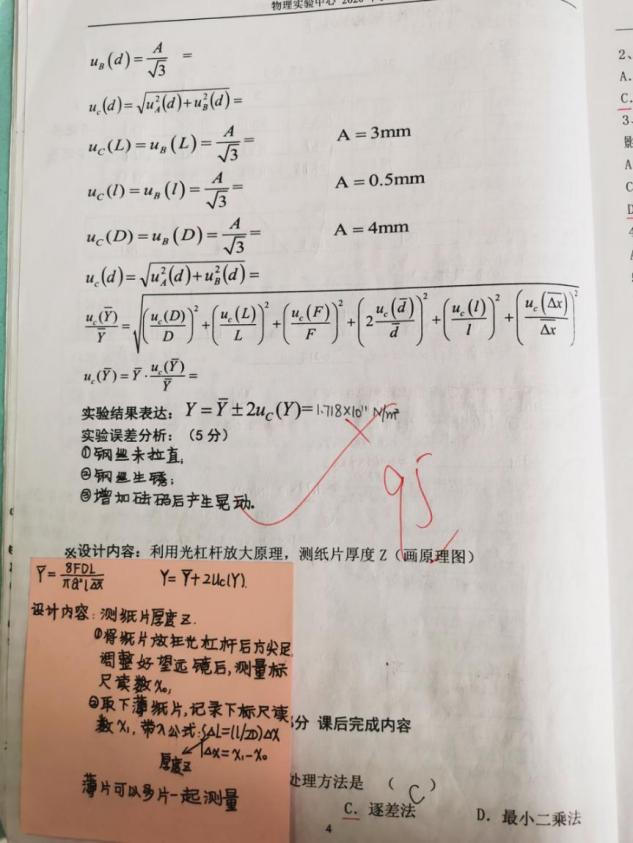 物理实验中心
u_B(d)=A/√3 =
u_c(d)=√(u_A²(d)+u_B²(d))=
u_C(L)=u_B(L)=A/√3= A=3mm
u_C(l)=u_B(l)=A/√3= A=0.5mm
u_C(D)=u_B(D)=A/√3= A=4mm
u_c(d)=√(u_A²(d)+u_B²(d))=
u_c(Ȳ)/Ȳ=√((u_c(D)/D)²+(u_c(L)/L)²+(u_c(F)/F)²+(2u_c(d̄)/d̄)²+(u_c(l)/l)²+(u_c(Δx̄)/Δx̄)²)
u_c(Ȳ)=Ȳ·u_c(Ȳ)/Ȳ=
实验结果表达：Y=Ȳ±2u_C(Y)=1.718×10¹¹ N/m²
实验误差分析：（5分）
①钢丝未拉直；
②钢丝生锈；
③增加砝码后产生晃动.
95
※设计内容：利用光杠杆放大原理，测纸片厚度Z（画原理图）
Ȳ=8FDL/πd̄²lΔX̄ Y=Ȳ+2Uc(Y).
设计内容：测纸片厚度Z.
①将纸片放在光杠杆后方尖足
调整好望远镜后，测量标
尺读数X₀，
②取下薄纸片，记录下标尺读
数X₁，带入公式：δΔL=(l/2D)ΔX
厚度Z ΔX=X₁-X₀
薄片可以多片一起测量
分 课后完成内容
处理方法是 （ C ）
C. 逐差法 D. 最小二乘法
4
2、
A.
C.
3.
影
A
C
D